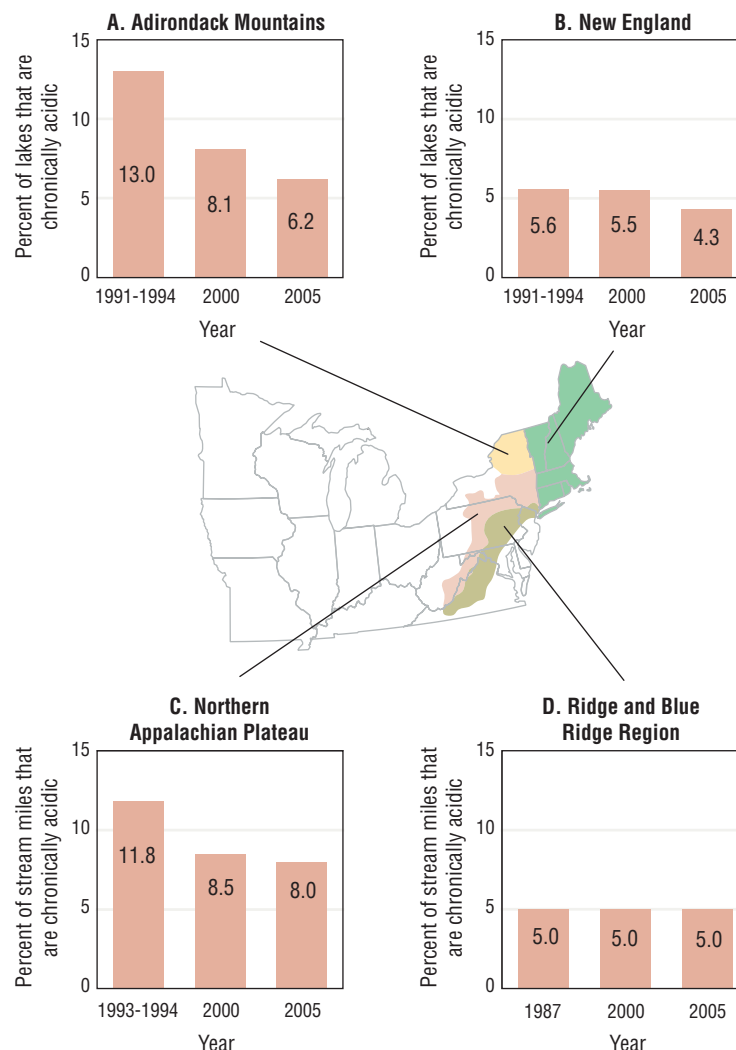 A. Adirondack Mountains
Percent of lakes that are
chronically acidic
15
10
5
0
13.0
8.1
6.2
1991-1994 2000 2005
Year
B. New England
Percent of lakes that are
chronically acidic
15
10
5
0
5.6
5.5
4.3
1991-1994 2000 2005
Year
C. Northern
Appalachian Plateau
Percent of stream miles that
are chronically acidic
15
10
5
0
11.8
8.5
8.0
1993-1994 2000 2005
Year
D. Ridge and Blue
Ridge Region
Percent of stream miles that
are chronically acidic
15
10
5
0
5.0
5.0
5.0
1987 2000 2005
Year